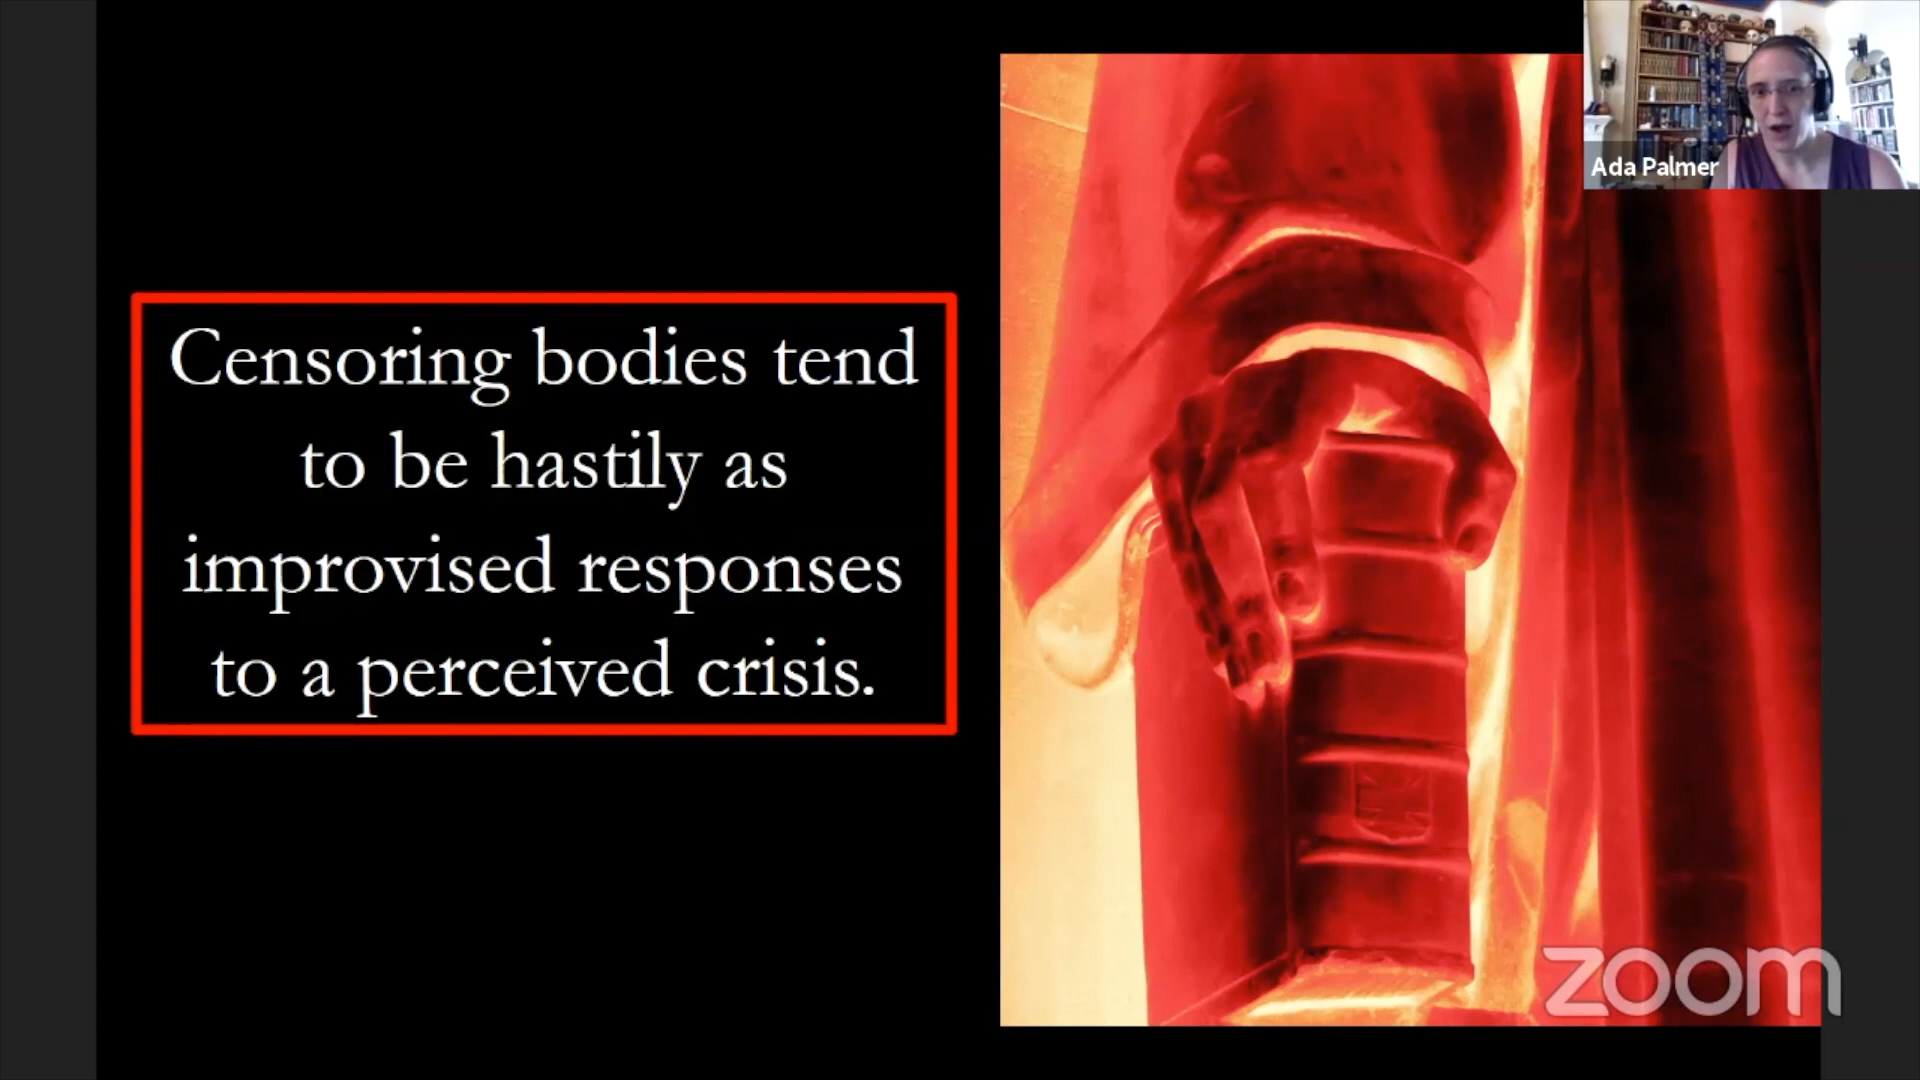 Censoring bodies tend
to be hastily as
improvised responses
to a perceived crisis.
Ada Palmer
zoom